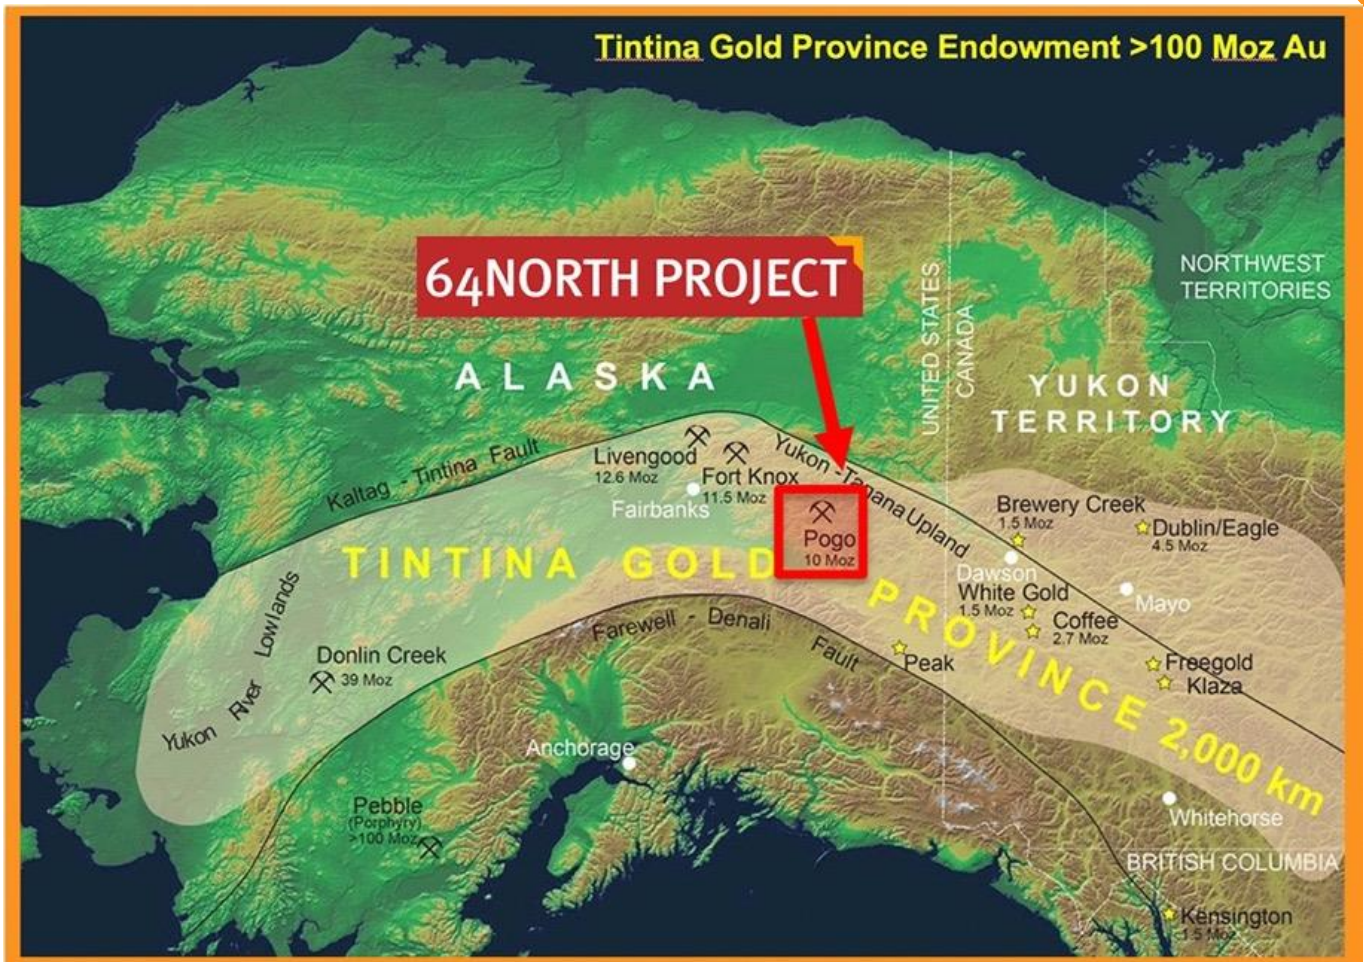 Tintina Gold Province Endowment >100 Moz Au
64NORTH PROJECT
NORTHWEST
TERRITORIES
UNITED STATES
CANADA
ALASKA
YUKON
TERRITORY
Kaltag - Tintina Fault
Livengood
12.6 Moz
Fort Knox
11.5 Moz
Fairbanks
Yukon - Tanana Upland
Pogo
10 Moz
Brewery Creek
1.5 Moz
Dublin/Eagle
4.5 Moz
TINTINA GOLD PROVINCE 2,000 km
Dawson
Mayo
White Gold
1.5 Moz
Coffee
2.7 Moz
Yukon River Lowlands
Farewell - Denali Fault
Donlin Creek
39 Moz
Peak
Freegold
Klaza
Anchorage
Pebble
(Porphyry)
>100 Moz
Whitehorse
BRITISH COLUMBIA
Kensington
1.5 Moz